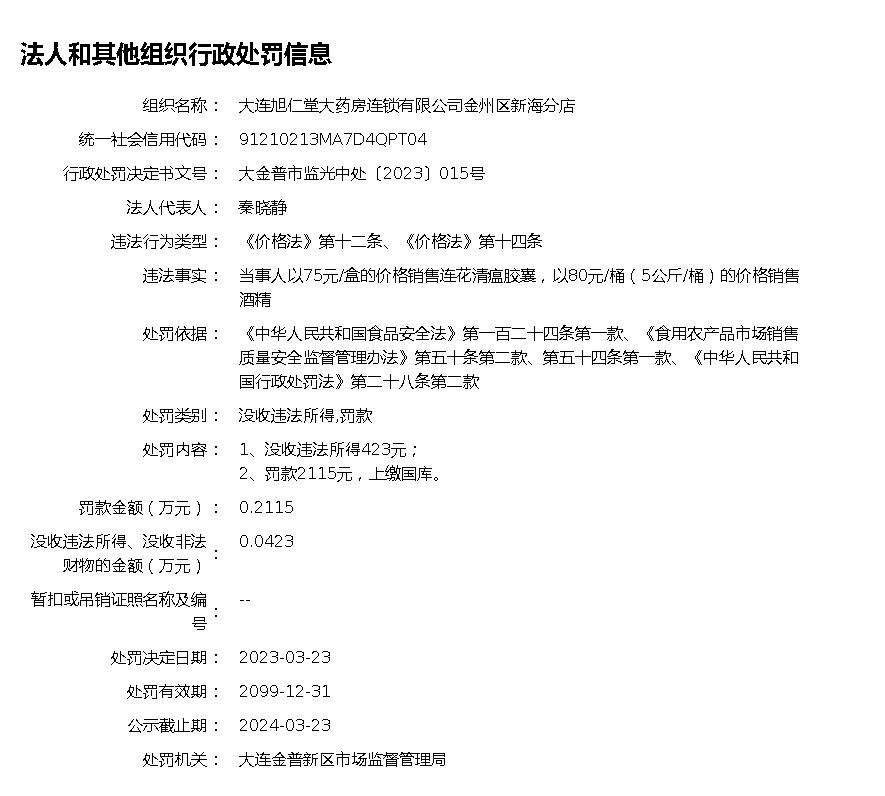 法人和其他组织行政处罚信息
组织名称： 大连旭仁堂大药房连锁有限公司金州区新海分店
统一社会信用代码： 91210213MA7D4QPT04
行政处罚决定书文号： 大金普市监光中处〔2023〕015号
法人代表人： 秦晓静
违法行为类型： 《价格法》第十二条、《价格法》第十四条
违法事实： 当事人以75元/盒的价格销售连花清瘟胶囊，以80元/桶（5公斤/桶）的价格销售
酒精
处罚依据： 《中华人民共和国食品安全法》第一百二十四条第一款、《食用农产品市场销售
质量安全监督管理办法》第五十条第二款、第五十四条第一款、《中华人民共和
国行政处罚法》第二十八条第二款
处罚类别： 没收违法所得,罚款
处罚内容： 1、没收违法所得423元；
2、罚款2115元，上缴国库。
罚款金额（万元）： 0.2115
没收违法所得、没收非法
财物的金额（万元）： 0.0423
暂扣或吊销证照名称及编
号： --
处罚决定日期： 2023-03-23
处罚有效期： 2099-12-31
公示截止期： 2024-03-23
处罚机关： 大连金普新区市场监督管理局